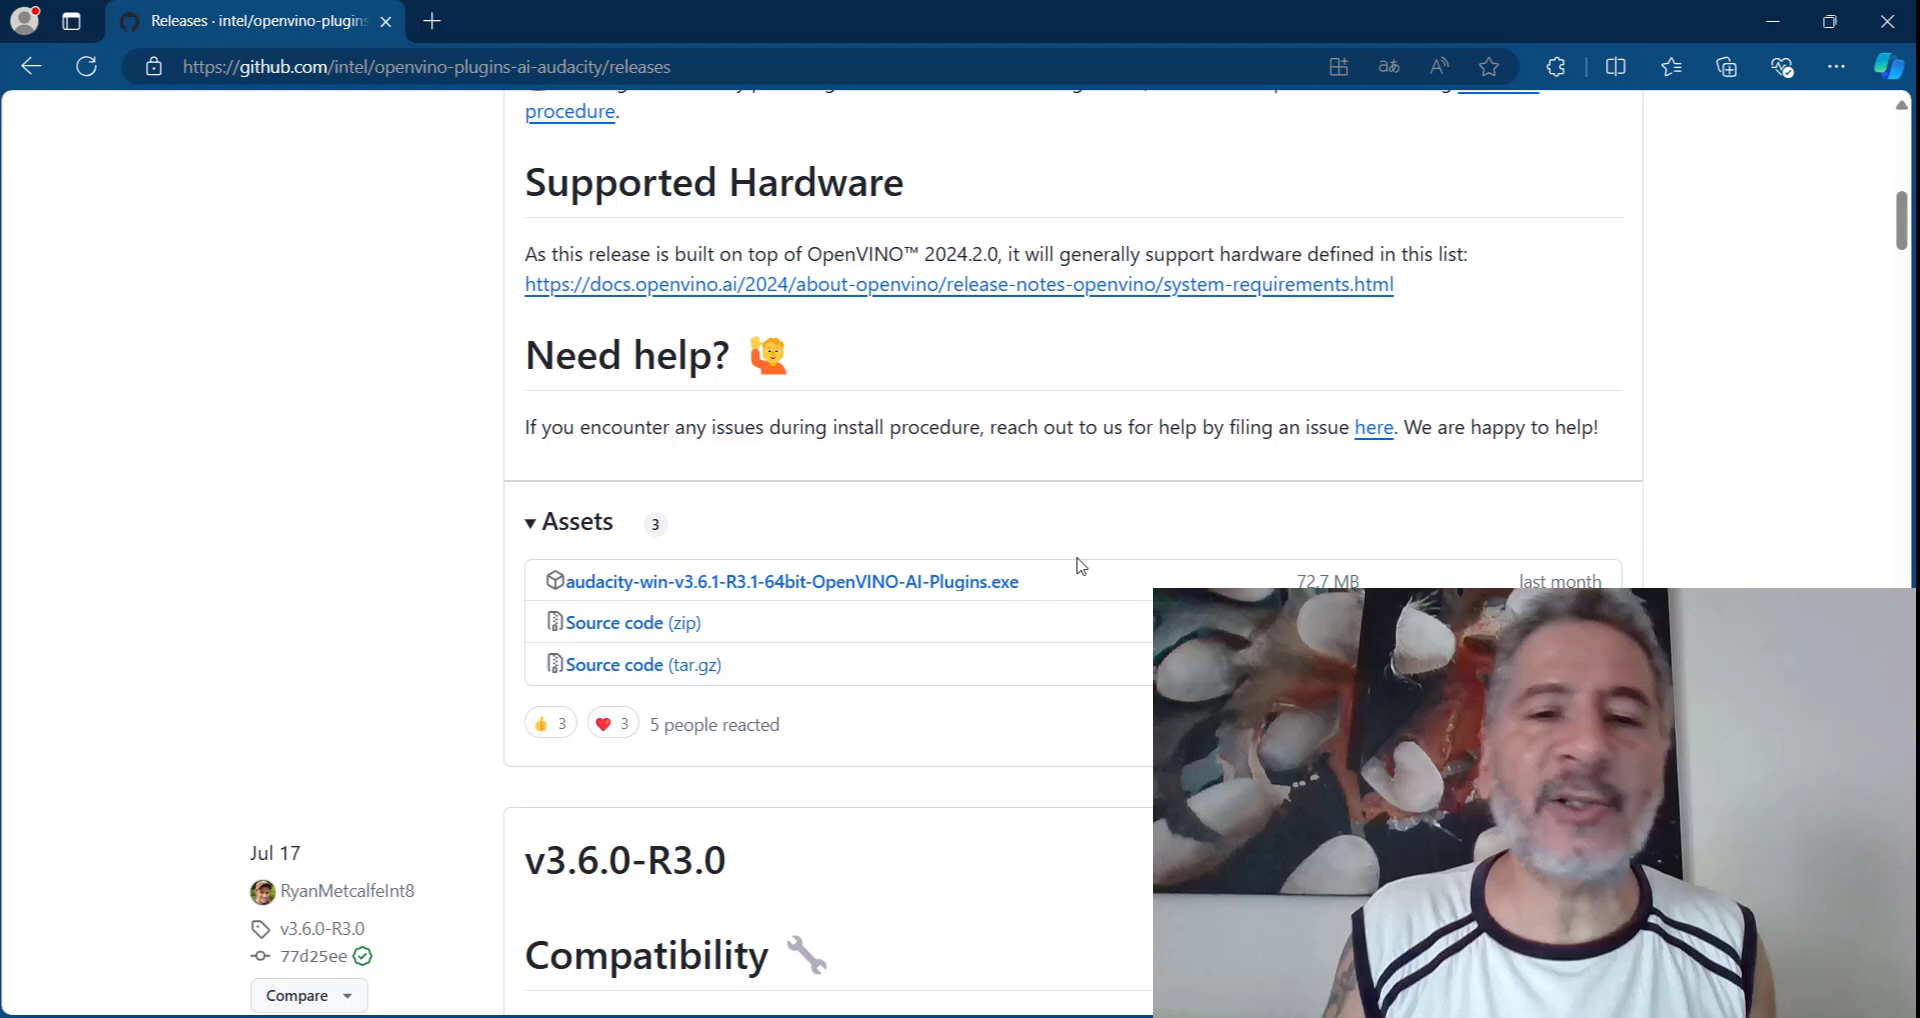 Releases · intel/openvino-plugins
https://github.com/intel/openvino-plugins-ai-audacity/releases
procedure.
Supported Hardware
As this release is built on top of OpenVINO™ 2024.2.0, it will generally support hardware defined in this list:
https://docs.openvino.ai/2024/about-openvino/release-notes-openvino/system-requirements.html
Need help?
If you encounter any issues during install procedure, reach out to us for help by filing an issue here. We are happy to help!
Assets 3
audacity-win-v3.6.1-R3.1-64bit-OpenVINO-AI-Plugins.exe 72.7 MB last month
Source code (zip)
Source code (tar.gz)
3 3 5 people reacted
Jul 17
RyanMetcalfeInt8
v3.6.0-R3.0
77d25ee
Compare
v3.6.0-R3.0
Compatibility